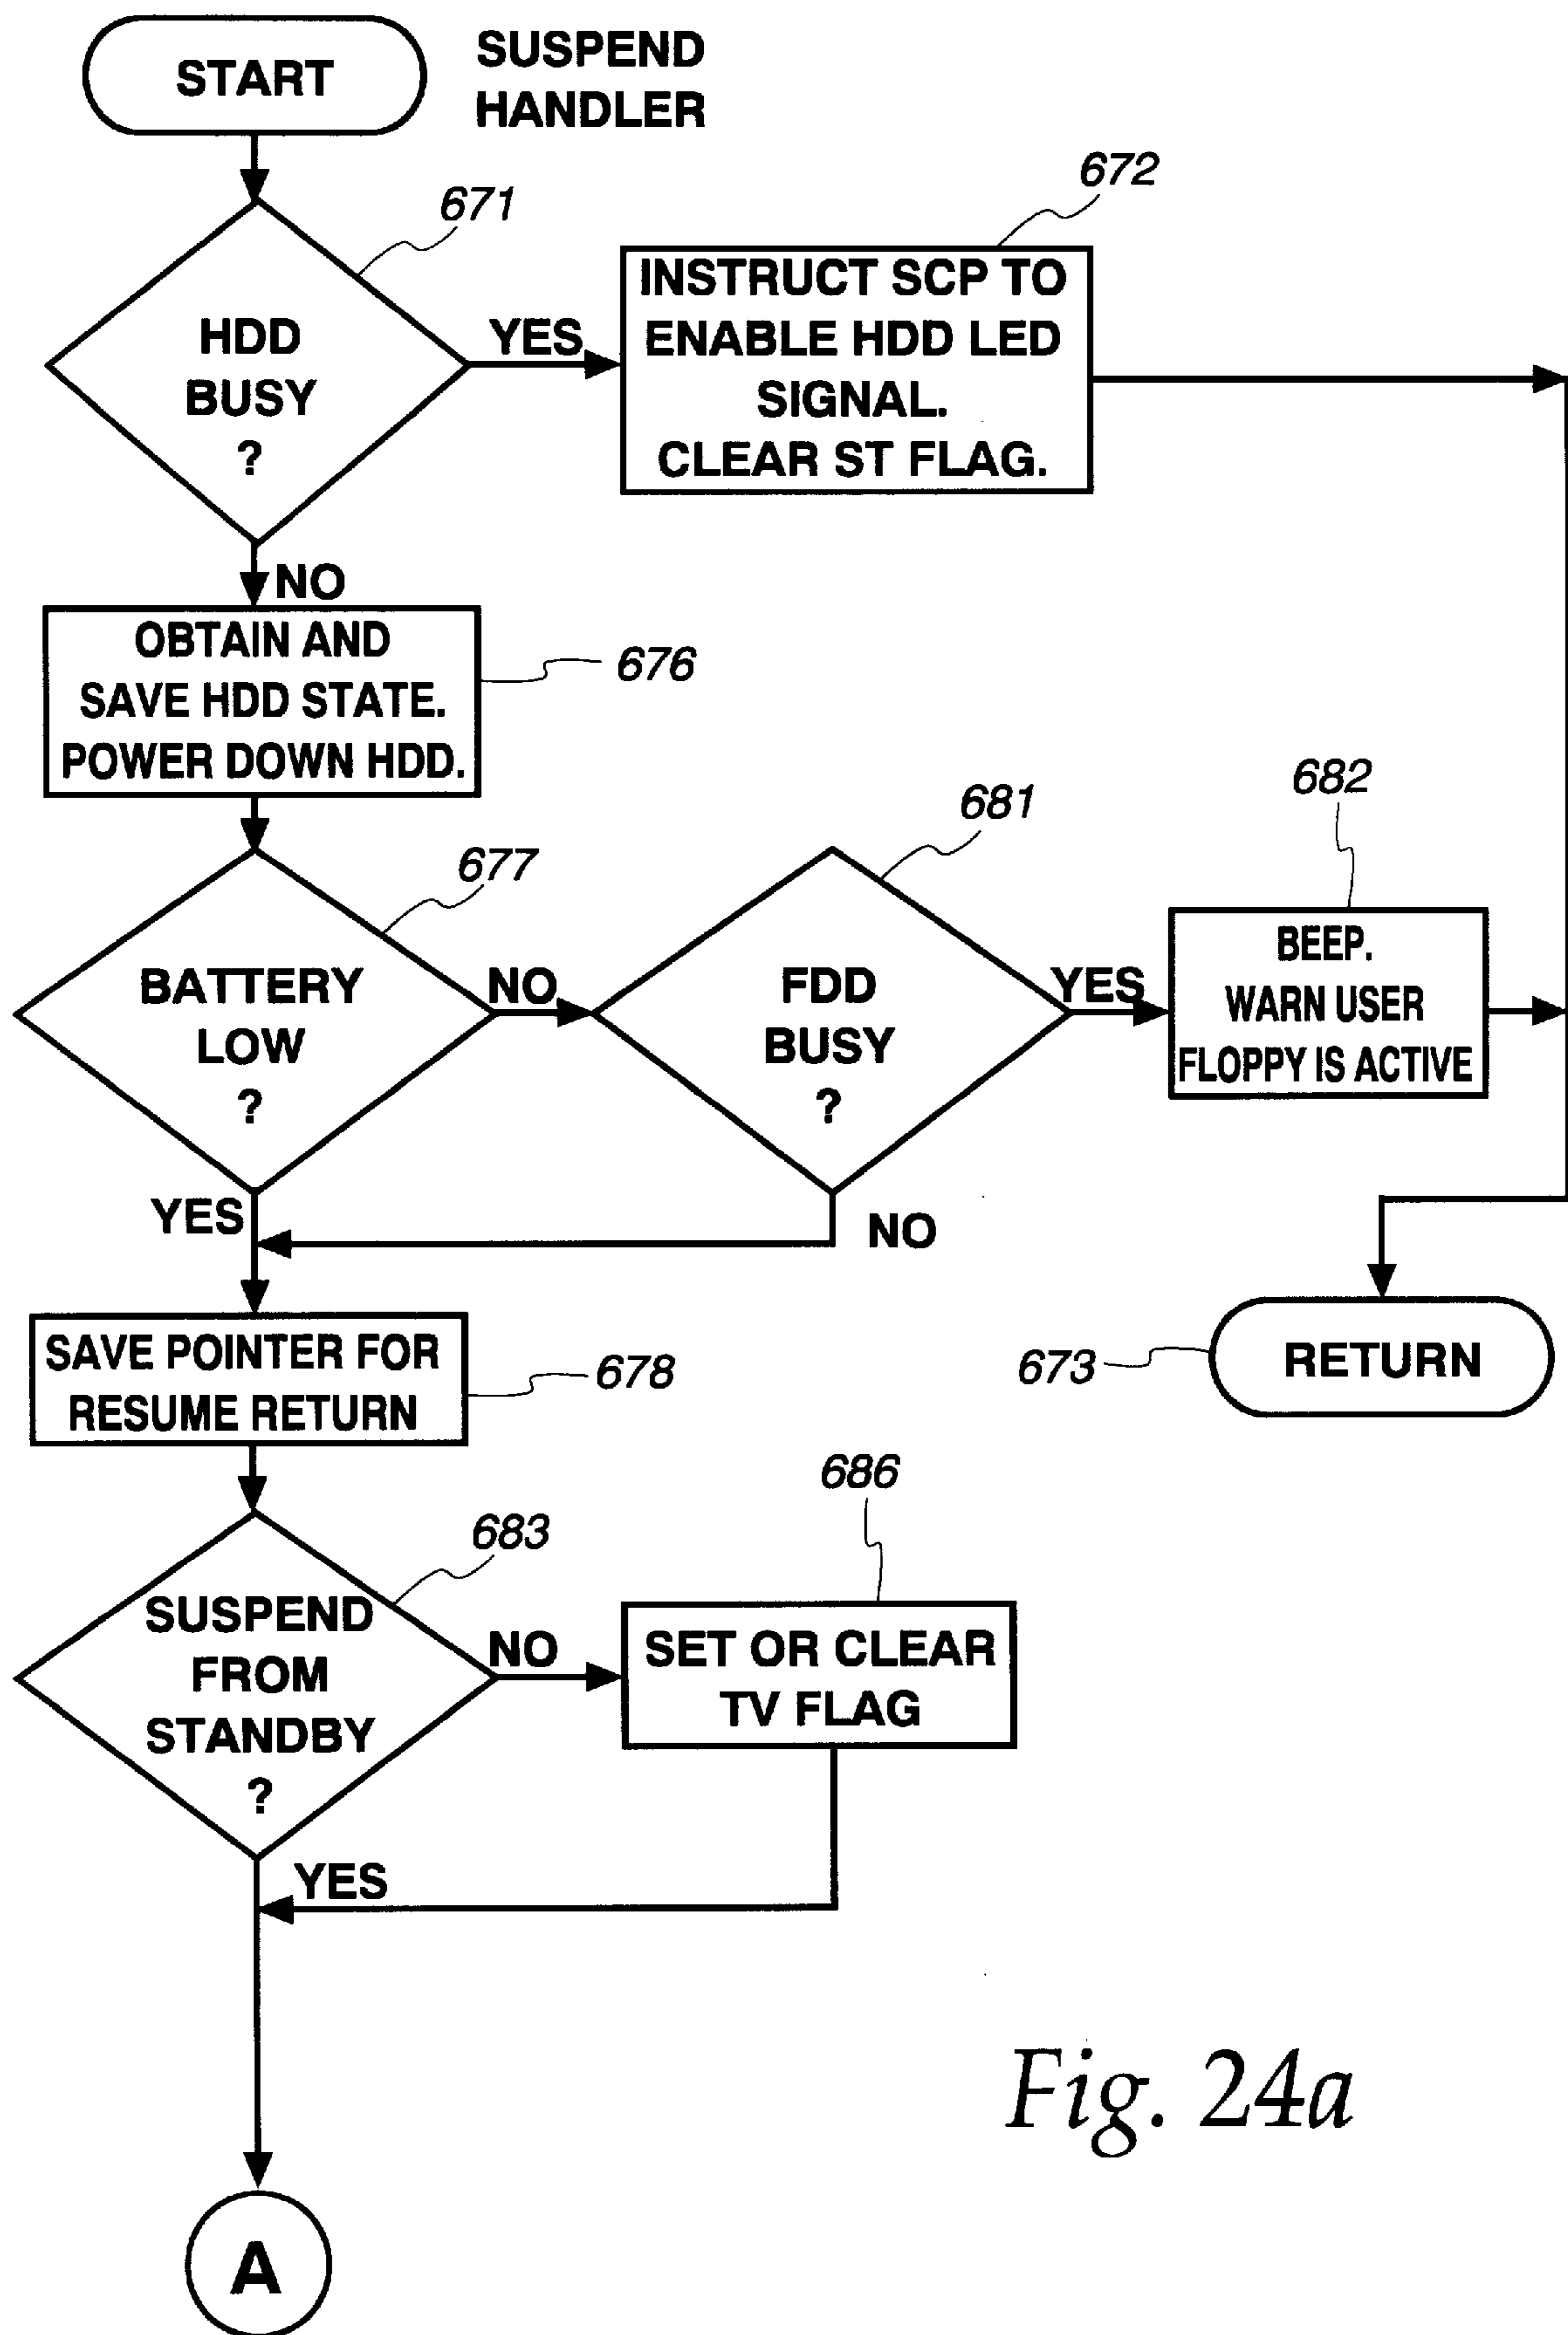 START
SUSPEND
HANDLER
671
672
HDD
BUSY
?
YES
INSTRUCT SCP TO
ENABLE HDD LED
SIGNAL.
CLEAR ST FLAG.
NO
OBTAIN AND
SAVE HDD STATE.
POWER DOWN HDD.
676
677
681
682
BATTERY
LOW
?
NO
FDD
BUSY
?
YES
BEEP.
WARN USER
FLOPPY IS ACTIVE
YES
NO
SAVE POINTER FOR
RESUME RETURN
678
673
RETURN
683
686
SUSPEND
FROM
STANDBY
?
NO
SET OR CLEAR
TV FLAG
YES
Fig. 24a
A